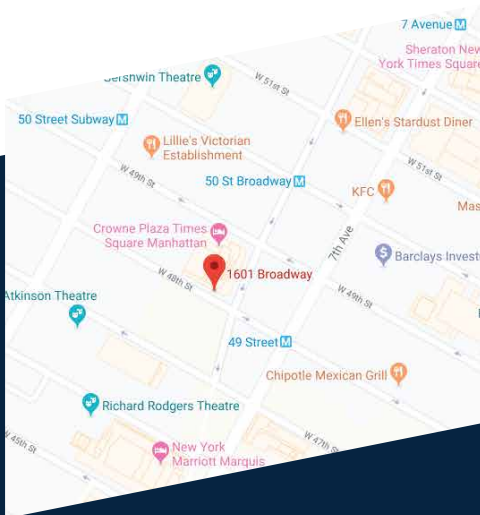 7 Avenue M
Sheraton New
York Times Square
Gershwin Theatre
W 51st St
50 Street Subway M
Ellen's Stardust Diner
Lillie's Victorian
Establishment
W 51st St
W 49th St
50 St Broadway M
KFC
Mas
Crowne Plaza Times
Square Manhattan
7th Ave
$ Barclays Invest
W 48th St
1601 Broadway
Atkinson Theatre
W 49th St
49 Street M
Chipotle Mexican Grill
Richard Rodgers Theatre
W 45th St
W 47th St
New York
Marriott Marquis